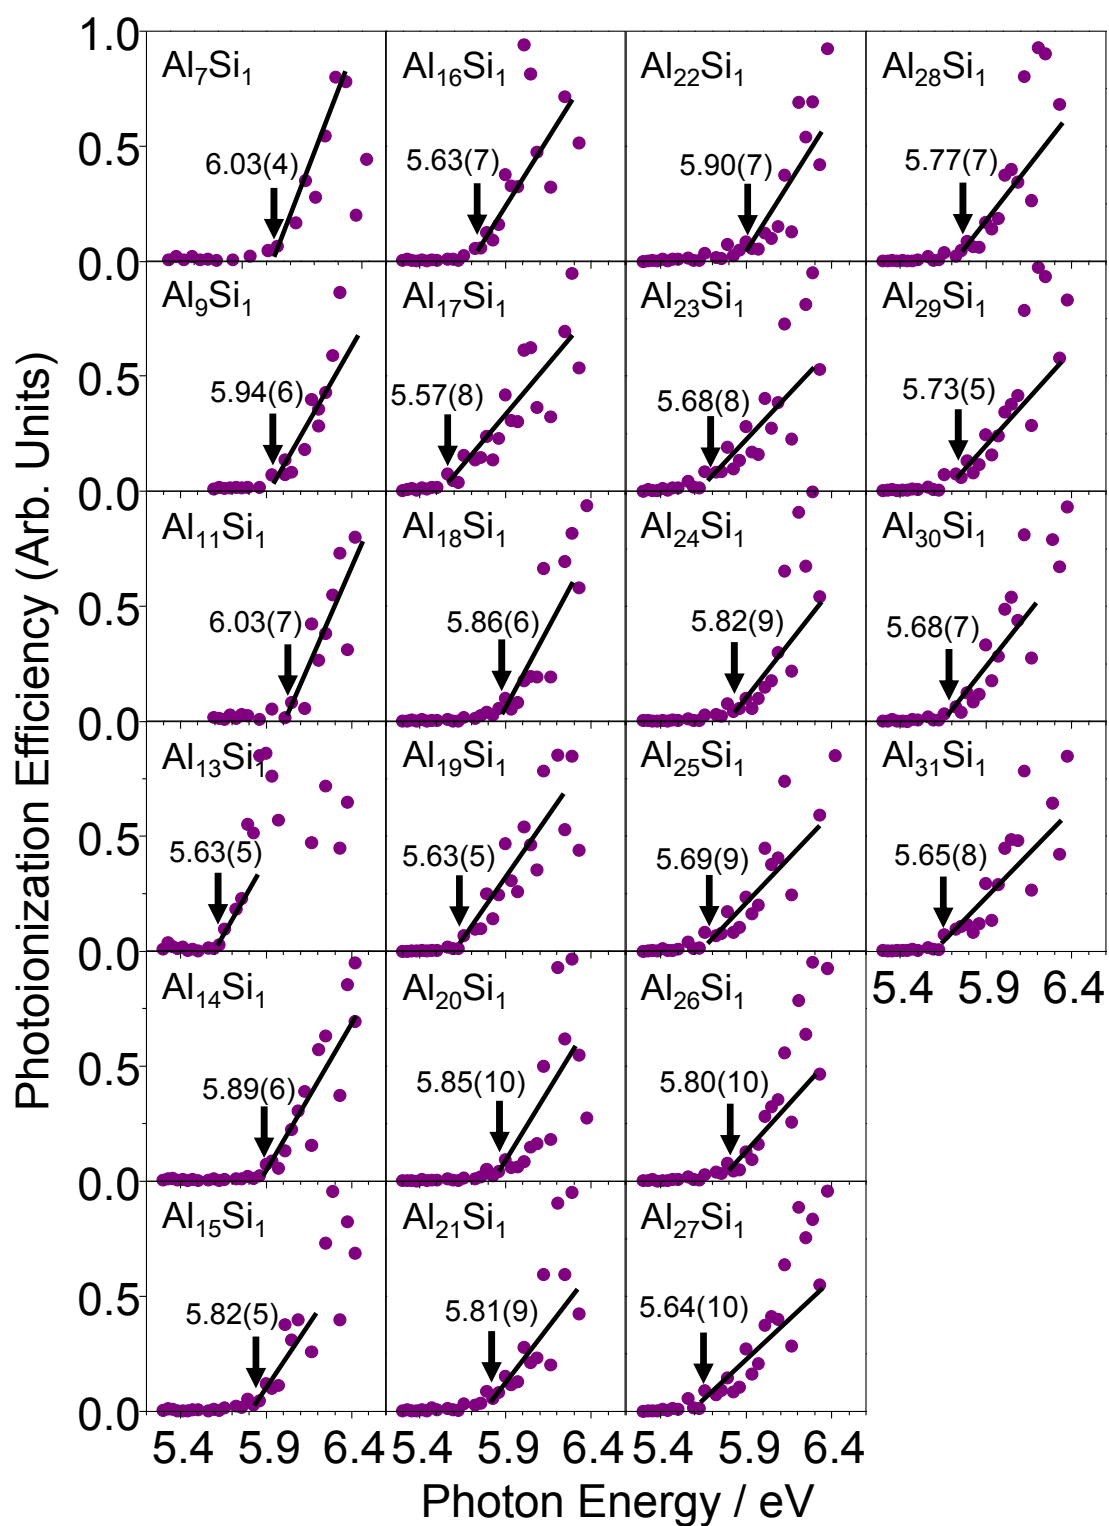 Photoionization Efficiency (Arb. Units)
1.0
0.5
0.0
Al7Si1
6.03(4)
Al16Si1
5.63(7)
Al22Si1
5.90(7)
Al28Si1
5.77(7)
0.5
0.0
Al9Si1
5.94(6)
Al17Si1
5.57(8)
Al23Si1
5.68(8)
Al29Si1
5.73(5)
0.5
0.0
Al11Si1
6.03(7)
Al18Si1
5.86(6)
Al24Si1
5.82(9)
Al30Si1
5.68(7)
0.5
0.0
Al13Si1
5.63(5)
Al19Si1
5.63(5)
Al25Si1
5.69(9)
Al31Si1
5.65(8)
5.4 5.9 6.4
0.5
0.0
Al14Si1
5.89(6)
Al20Si1
5.85(10)
Al26Si1
5.80(10)
0.5
0.0
Al15Si1
5.82(5)
Al21Si1
5.81(9)
Al27Si1
5.64(10)
5.4 5.9 6.4 5.4 5.9 6.4 5.4 5.9 6.4
Photon Energy / eV